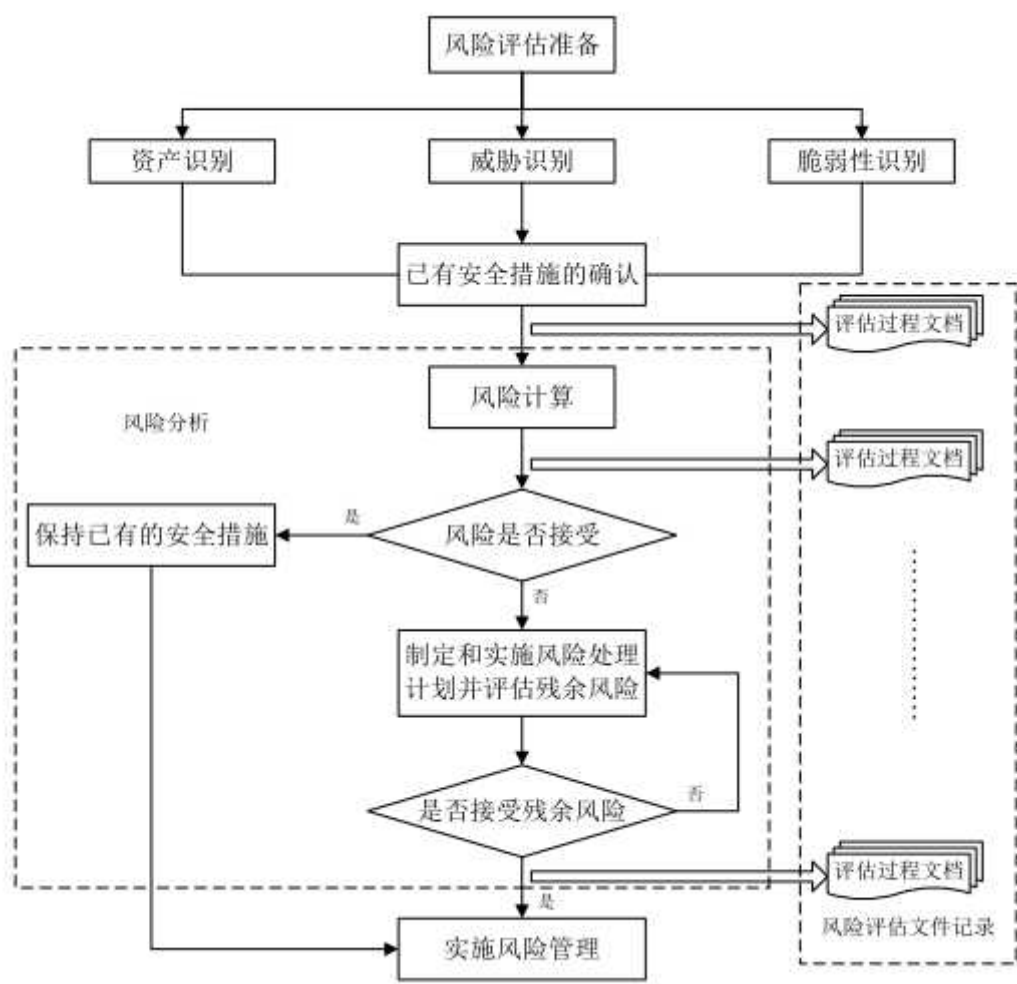 风险评估准备
资产识别
威胁识别
脆弱性识别
已有安全措施的确认
评估过程文档
风险计算
风险分析
评估过程文档
保持已有的安全措施
是
风险是否接受
否
制定和实施风险处理
计划并评估残余风险
是否接受残余风险
否
评估过程文档
是
风险评估文件记录
实施风险管理